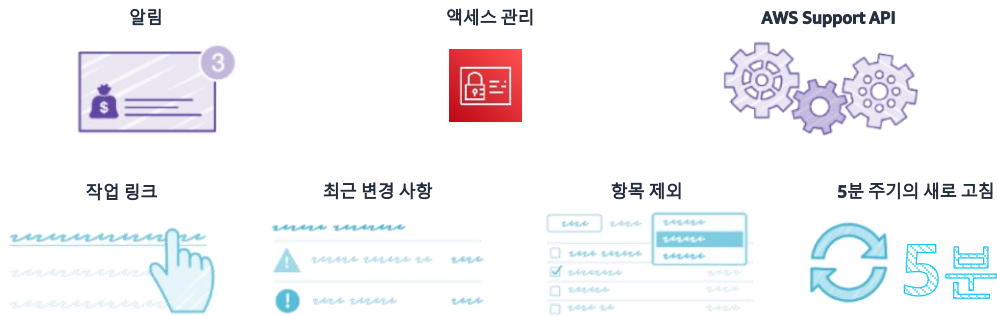 알림
액세스 관리
AWS Support API
3
$
작업 링크
최근 변경 사항
항목 제외
5분 주기의 새로 고침
!
!
5분